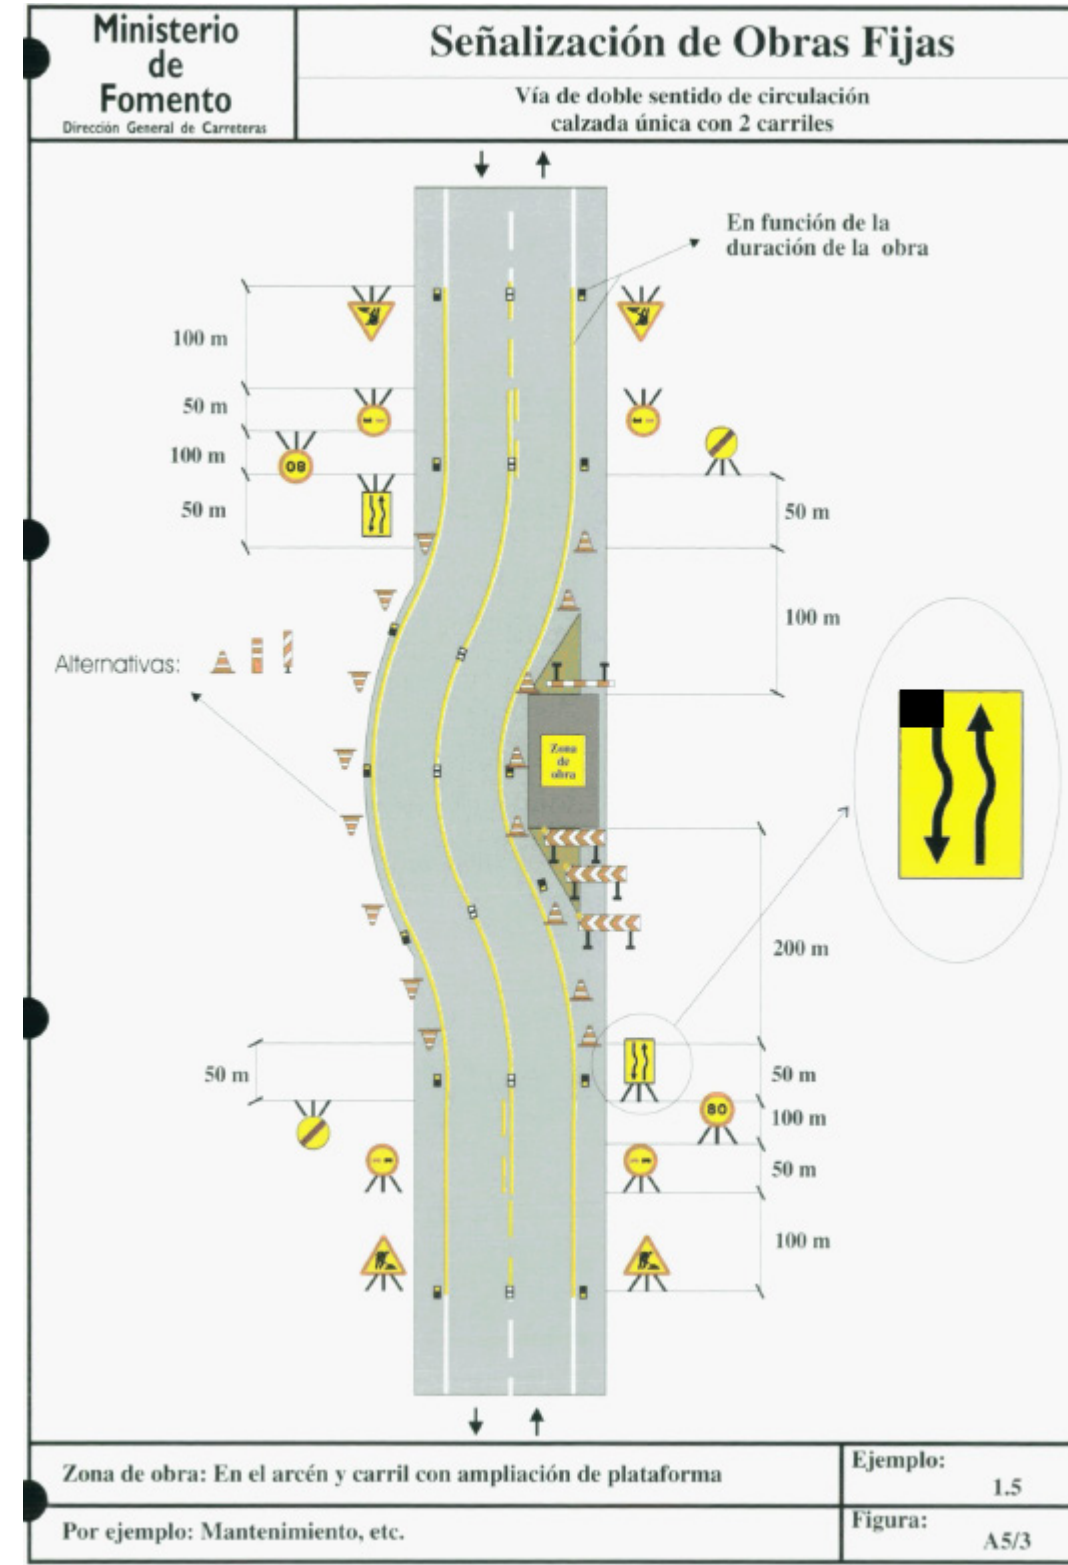 Ministerio
de
Fomento
Dirección General de Carreteras
Señalización de Obras Fijas
Vía de doble sentido de circulación
calzada única con 2 carriles
En función de la
duración de la obra
100 m
50 m
100 m
80
50 m
50 m
100 m
Alternativas:
Zona
de
obra
200 m
50 m
50 m
80
100 m
50 m
100 m
Zona de obra: En el arcén y carril con ampliación de plataforma
Ejemplo:
1.5
Por ejemplo: Mantenimiento, etc.
Figura:
A5/3